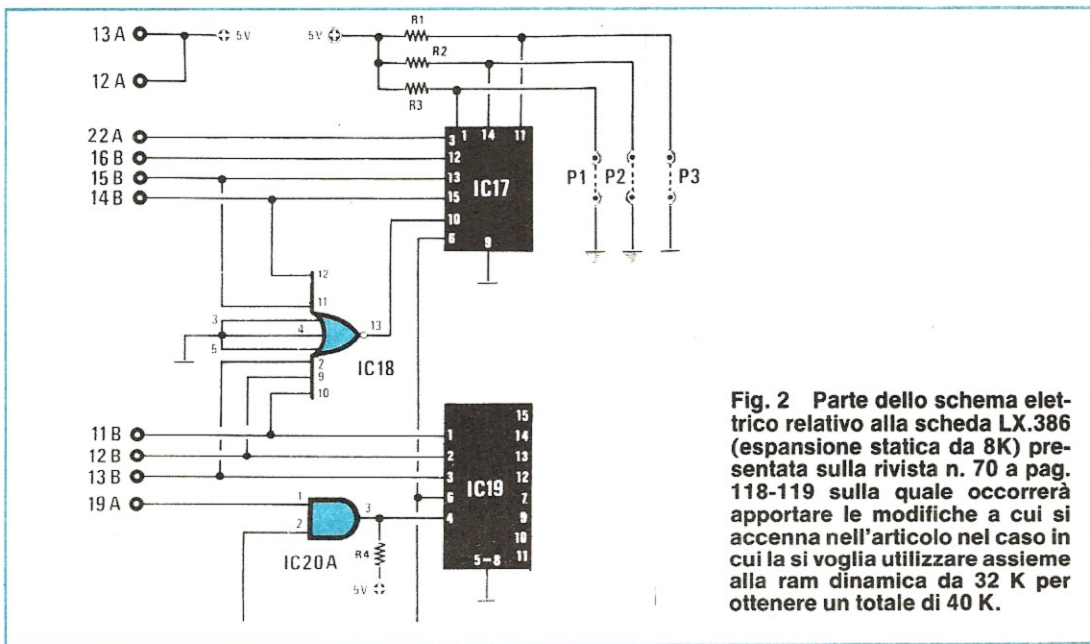 13 A
5V
5V
R1
R2
12 A
R3
22 A
3
1
14
11
16 B
12
15 B
13
IC17
P1
P2
P3
14 B
15
10
6
9
12
11
3
4
13
5
IC18
2
9
10
15
11 B
1
14
12 B
2
13
13 B
3
IC19
12
19 A
1
6
7
3
4
9
2
10
R4
11
IC20A
5-8
5V
Fig. 2 Parte dello schema elet-
trico relativo alla scheda LX.386
(espansione statica da 8K) pre-
sentata sulla rivista n. 70 a pag.
118-119 sulla quale occorrerà
apportare le modifiche a cui si
accenna nell'articolo nel caso in
cui la si voglia utilizzare assieme
alla ram dinamica da 32 K per
ottenere un totale di 40 K.